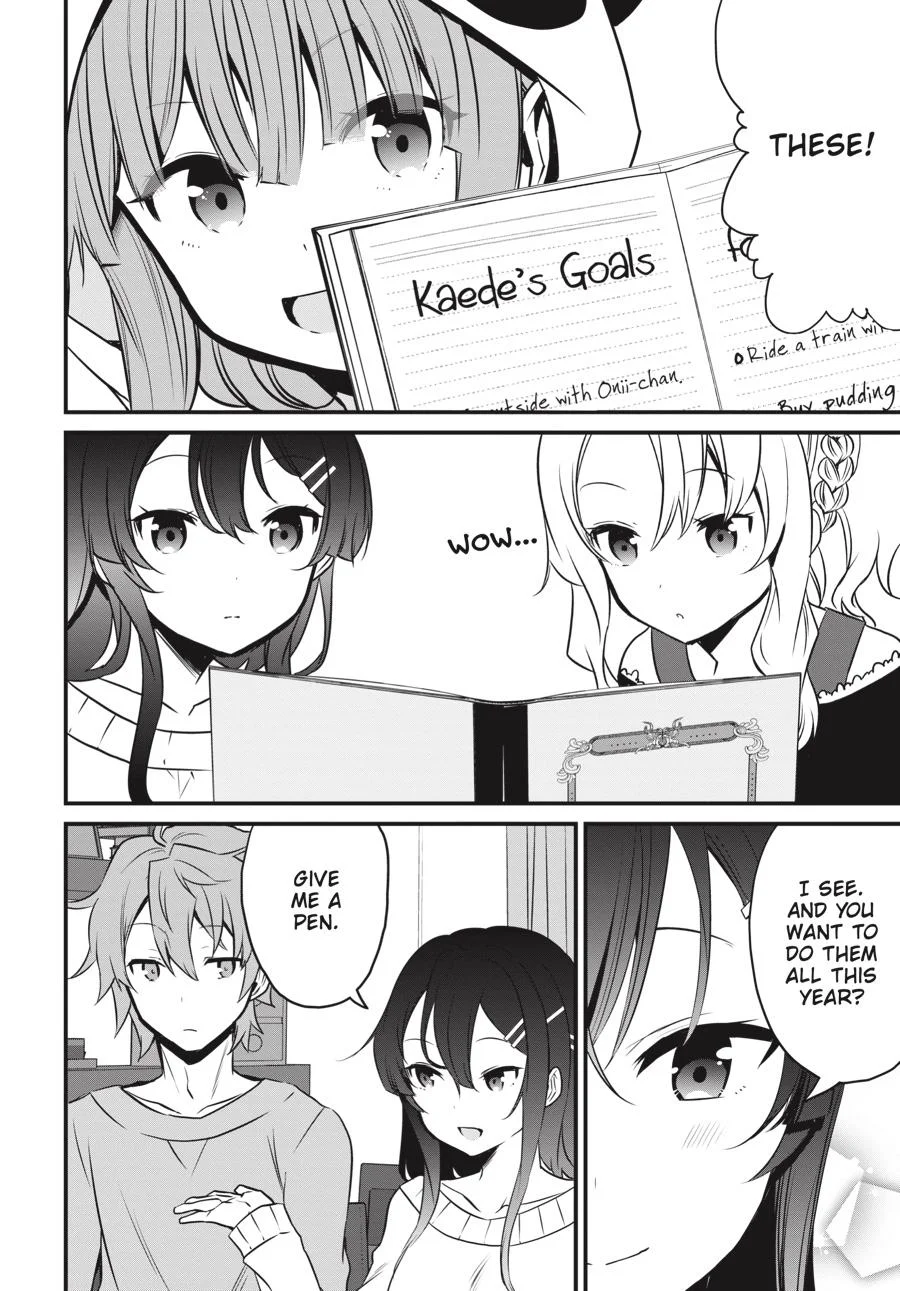 THESE!
Kaede's Goals
outside with Onii-chan.
Ride a train
Buy pudding
WOW...
I SEE.
AND YOU
WANT TO
DO THEM
ALL THIS
YEAR?
GIVE
ME A
PEN.